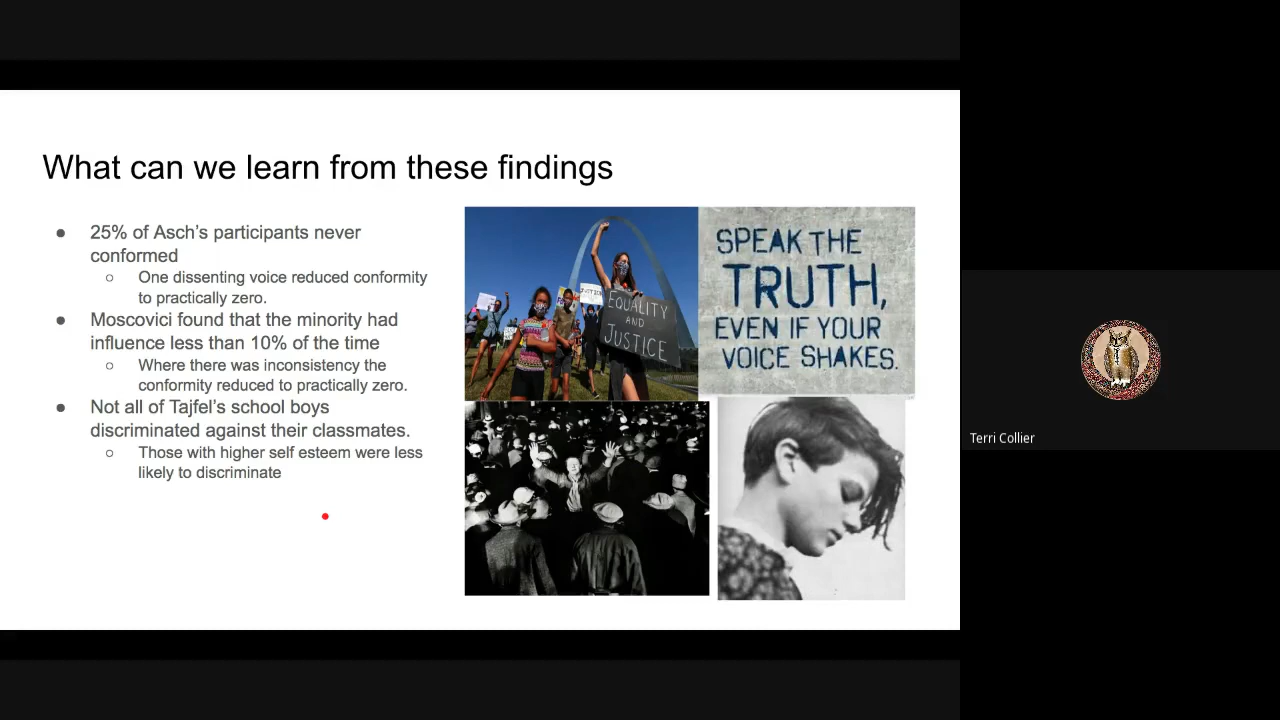 What can we learn from these findings
● 25% of Asch's participants never
conformed
○ One dissenting voice reduced conformity
to practically zero.
● Moscovici found that the minority had
influence less than 10% of the time
○ Where there was inconsistency the
conformity reduced to practically zero.
● Not all of Tajfel's school boys
discriminated against their classmates.
○ Those with higher self esteem were less
likely to discriminate
EQUALITY
AND
JUSTICE
SPEAK THE
TRUTH,
EVEN IF YOUR
VOICE SHAKES.
Terri Collier